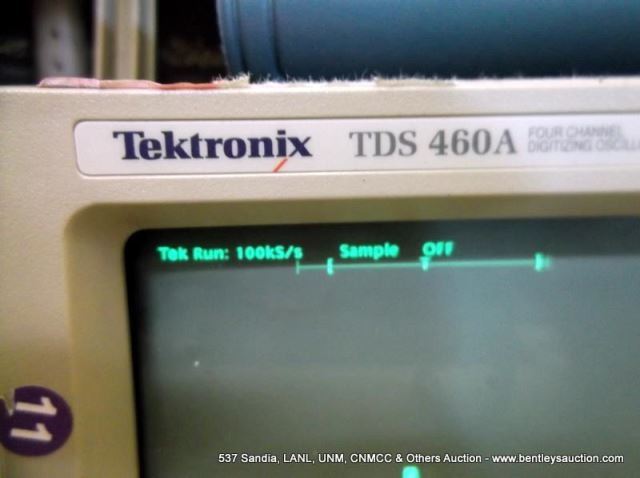 Tektronix TDS 460A FOUR CHANNEL
DIGITIZING
Tek Run: 100kS/s Sample OFF
11
537 Sandia, LANL, UNM, CNMCC & Others Auction - www.bentleysauction.com